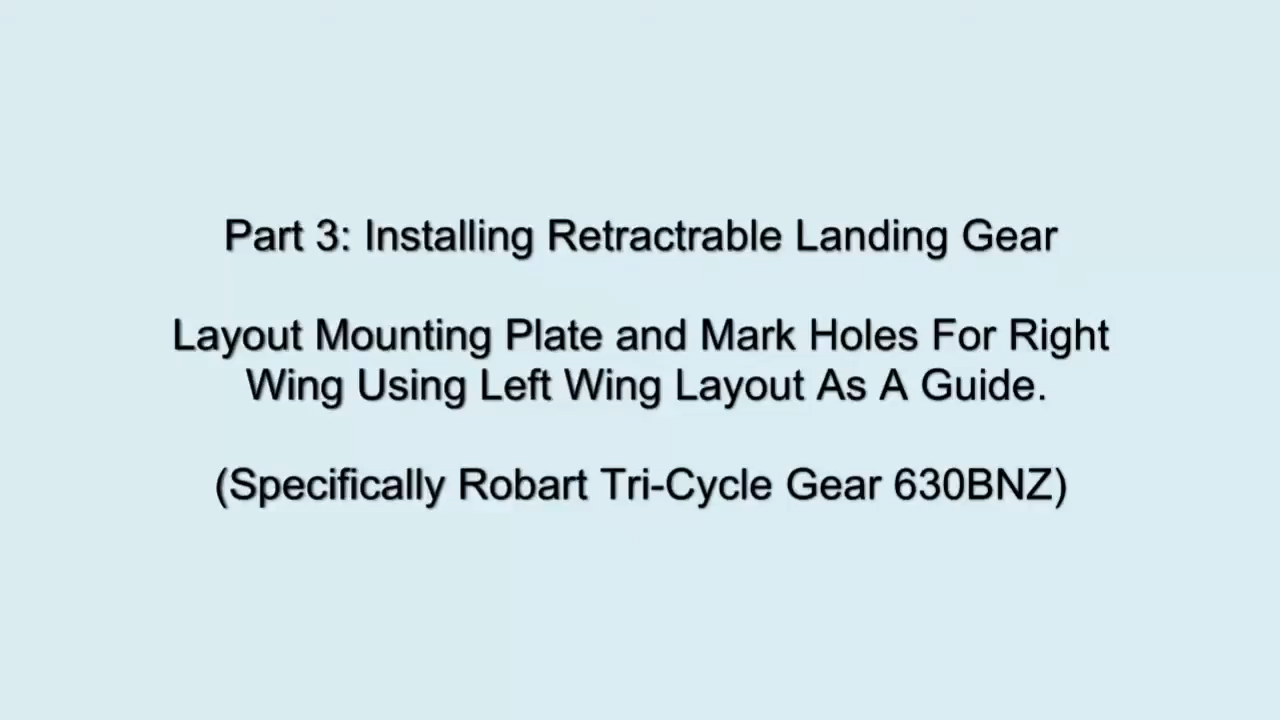 Part 3: Installing Retractrable Landing Gear
Layout Mounting Plate and Mark Holes For Right
Wing Using Left Wing Layout As A Guide.
(Specifically Robart Tri-Cycle Gear 630BNZ)